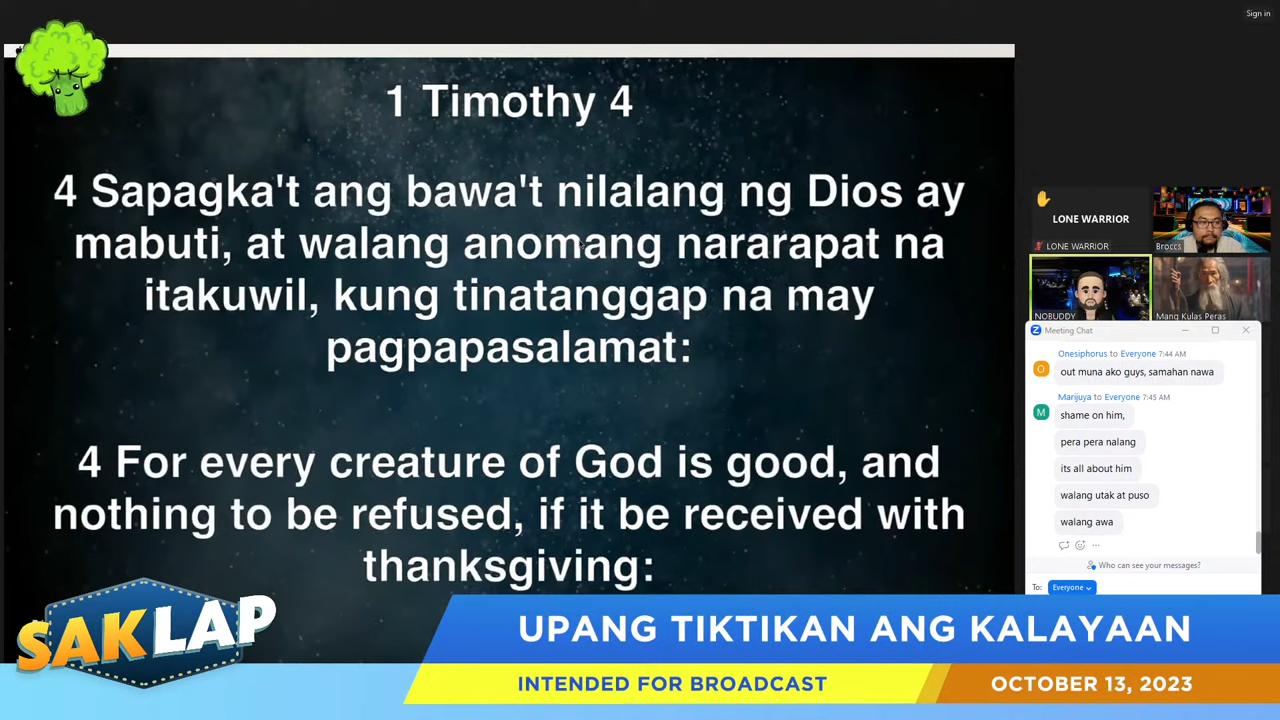 Sign in
1 Timothy 4
4 Sapagka't ang bawa't nilalang ng Dios ay
mabuti, at walang anomang nararapat na
itakuwil, kung tinatanggap na may
pagpapasalamat:
4 For every creature of God is good, and
nothing to be refused, if it be received with
thanksgiving:
LONE WARRIOR
LONE WARRIOR
Broccs
NOBUDDY
Mang Kulas Peras
Meeting Chat
Onesiphorus to Everyone 7:44 AM
O
out muna ako guys, samahan nawa
Marijuya to Everyone 7:45 AM
M
shame on him,
pera pera nalang
its all about him
walang utak at puso
walang awa
Who can see your messages?
To: Everyone
SAKLAP
UPANG TIKTIKAN ANG KALAYAAN
INTENDED FOR BROADCAST
OCTOBER 13, 2023